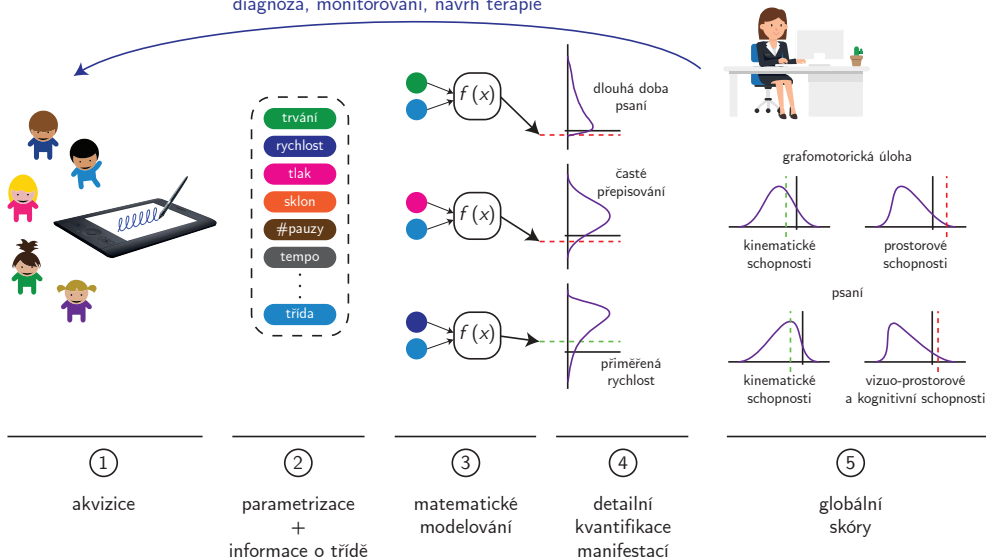 diagnóza, monitorování, návrh terapie
trvání
rychlost
tlak
sklon
#pauzy
tempo
třída
f (x)
f (x)
f (x)
dlouhá doba
psaní
časté
přepisování
přiměřená
rychlost
grafomotorická úloha
kinematické
schopnosti
prostorové
schopnosti
psaní
kinematické
schopnosti
vizuo-prostorové
a kognitivní schopnosti
1
akvizice
2
parametrizace
+
informace o třídě
3
matematické
modelování
4
detailní
kvantifikace
manifestací
5
globální
skóry